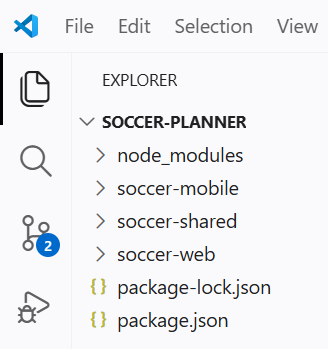 File Edit Selection View
EXPLORER
SOCCER-PLANNER
node_modules
soccer-mobile
soccer-shared
2
soccer-web
{} package-lock.json
{} package.json